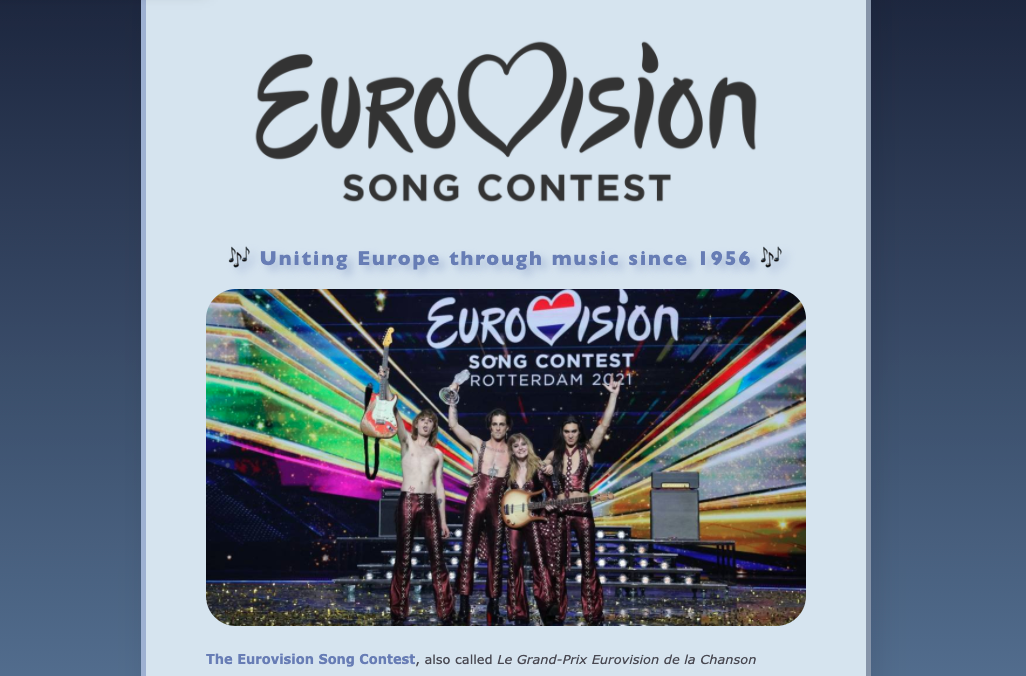 EUROVISION
SONG CONTEST
🎶 Uniting Europe through music since 1956 🎶
EUROVISION
SONG CONTEST
ROTTERDAM 2021
The Eurovision Song Contest, also called Le Grand-Prix Eurovision de la Chanson